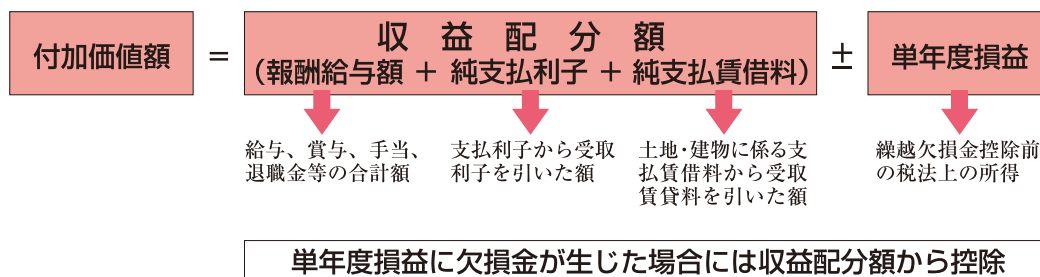 付加価値額 = 収益配分額 ± 単年度損益
(報酬給与額 + 純支払利子 + 純支払賃借料)
給与、賞与、手当、
退職金等の合計額
支払利子から受取
利子を引いた額
土地・建物に係る支
払賃借料から受取
賃貸料を引いた額
繰越欠損金控除前
の税法上の所得
単年度損益に欠損金が生じた場合には収益配分額から控除